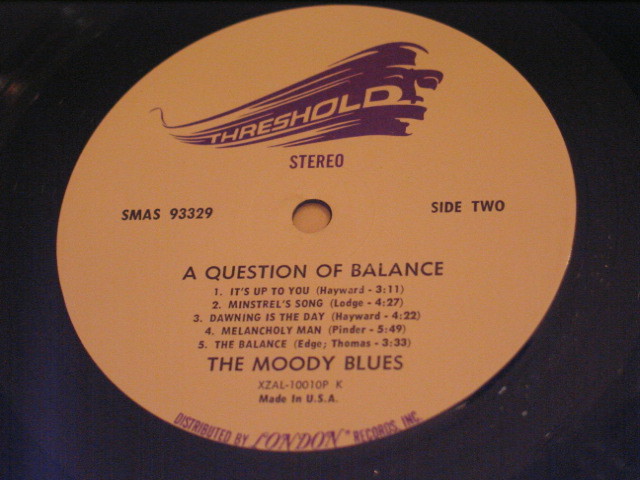 THRESHOLD
STEREO
SMAS 93329
SIDE TWO
A QUESTION OF BALANCE
1. IT'S UP TO YOU (Hayward - 3:11)
2. MINSTREL'S SONG (Lodge - 4:27)
3. DAWNING IS THE DAY (Hayward - 4:22)
4. MELANCHOLY MAN (Pinder - 5:49)
5. THE BALANCE (Edge; Thomas - 3:33)
THE MOODY BLUES
XZAL-10010P K
Made In U.S.A.
DISTRIBUTED BY LONDON RECORDS, INC.